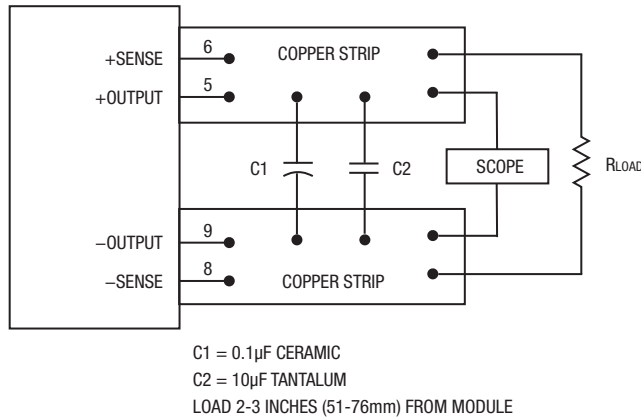 +SENSE 6 COPPER STRIP
+OUTPUT 5
C1 C2 SCOPE RLOAD
−OUTPUT 9
−SENSE 8 COPPER STRIP
C1 = 0.1µF CERAMIC
C2 = 10µF TANTALUM
LOAD 2-3 INCHES (51-76mm) FROM MODULE